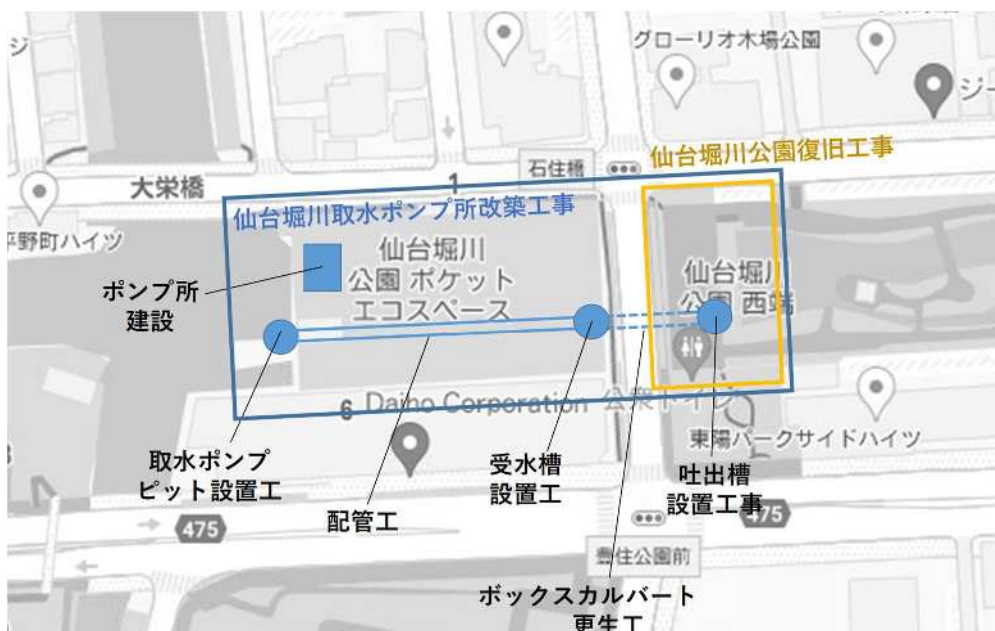 グローリオ木場公園
ジ
ジー
石住橋
仙台堀川公園復旧工事
大栄橋
1
仙台堀川取水ポンプ所改築工事
平野町ハイツ
仙台堀川
公園 ポケット
エコスペース
仙台堀川
公園 西端
ポンプ所
建設
6
Daino Corporation
公衆トイレ
東陽パークサイドハイツ
取水ポンプ
ピット設置工
配管工
受水槽
設置工
吐出槽
設置工事
475
475
豊住公園前
ボックスカルバート
更生工